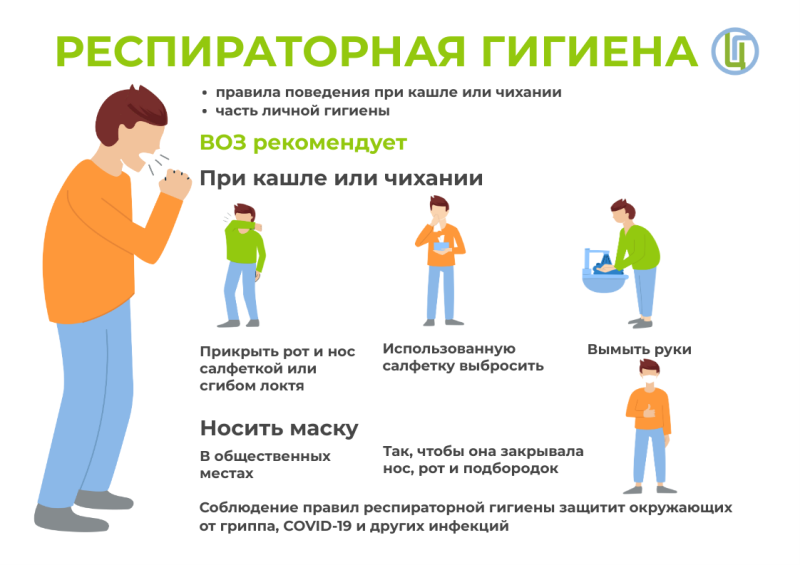 РЕСПИРАТОРНАЯ ГИГИЕНА
• правила поведения при кашле или чихании
• часть личной гигиены
ВОЗ рекомендует
При кашле или чихании
Прикрыть рот и нос
салфеткой или
сгибом локтя
Использованную
салфетку выбросить
Вымыть руки
Носить маску
В общественных
местах
Так, чтобы она закрывала
нос, рот и подбородок
Соблюдение правил респираторной гигиены защитит окружающих
от гриппа, COVID-19 и других инфекций